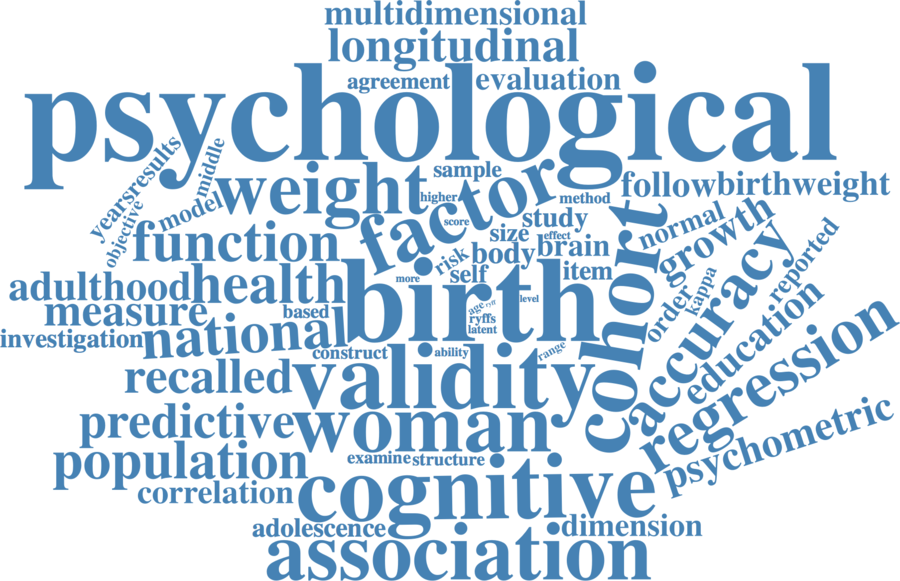 multidimensional
longitudinal
agreement
evaluation
psychological
yearsresults
middle
objective
model
weight
sample
higher
factor
score
method
followbirthweight
function
study
size
effect
risk
body
brain
self
item
normal
growth
cohort
order
kappa
reported
accuracy
education
adulthood
health
more
birth
age
ryff
level
ryffs
latent
measure
based
investigation
national
construct
ability
range
recalled
validity
regression
predictive
woman
psychometric
population
examine
structure
correlation
cognitive
adolescence
dimension
association